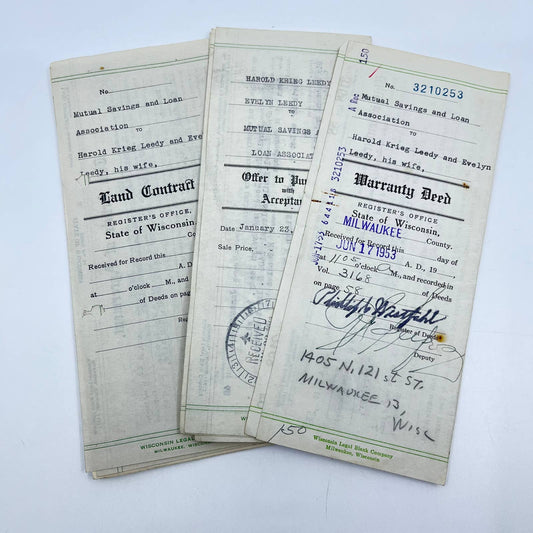 No.
Mutual Savings and Loan
Association
TO
Harold Krieg Leedy and Evelyn
Leedy, his wife,
Land Contract
REGISTER'S OFFICE,
State of Wisconsin,
Received for Record this
A. D.,
at o'clock M., and
of Deeds on page
WISCONSIN LEGAL
MILWAUKEE,
HAROLD KRIEG LEEDY
EVELYN LEEDY
TO
MUTUAL SAVINGS
LOAN ASSOCIAT
Offer to Pu
with
Acceptan
Date January 23,
Sale Price,
RECEIVED
150
No. 3210253
Mutual Savings and Loan
Association
TO
Harold Krieg Leedy and Evelyn
Leedy, his wife,
Warranty Deed
REGISTER'S OFFICE
State of Wisconsin,
MILWAUKEE County.
Received for Record this day of
JUN 17 1953 A. D., 19
at 1105 o'clock M., and recorded in
Vol. 3168 of Deeds
on page 58
Register of Deeds
Deputy
3210253
1405 N. 121 st ST.
MILWAUKEE 13,
WISC
1.50
Wisconsin Legal Blank Company
Milwaukee, Wisconsin